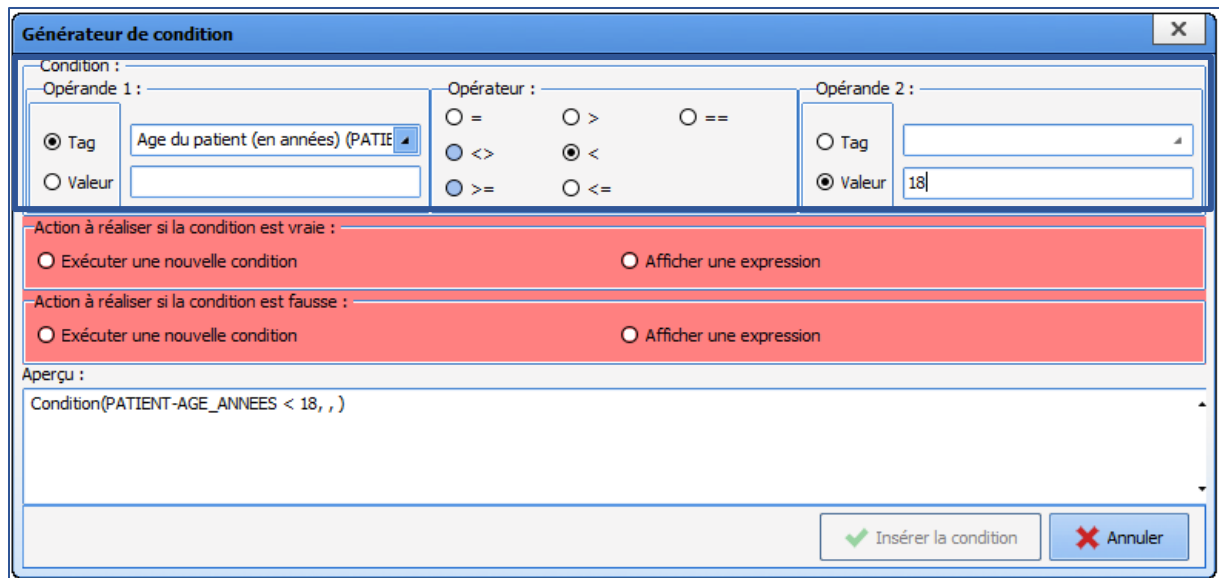 Générateur de condition
Condition :
Opérande 1 :
Opérateur :
Opérande 2 :
Tag
Age du patient (en années) (PATIE
Valeur
=
>
==
<>
<
>=
<=
Tag
Valeur
18
Action à réaliser si la condition est vraie :
Exécuter une nouvelle condition
Afficher une expression
Action à réaliser si la condition est fausse :
Exécuter une nouvelle condition
Afficher une expression
Aperçu :
Condition(PATIENT-AGE_ANNEES < 18, , )
Insérer la condition
Annuler